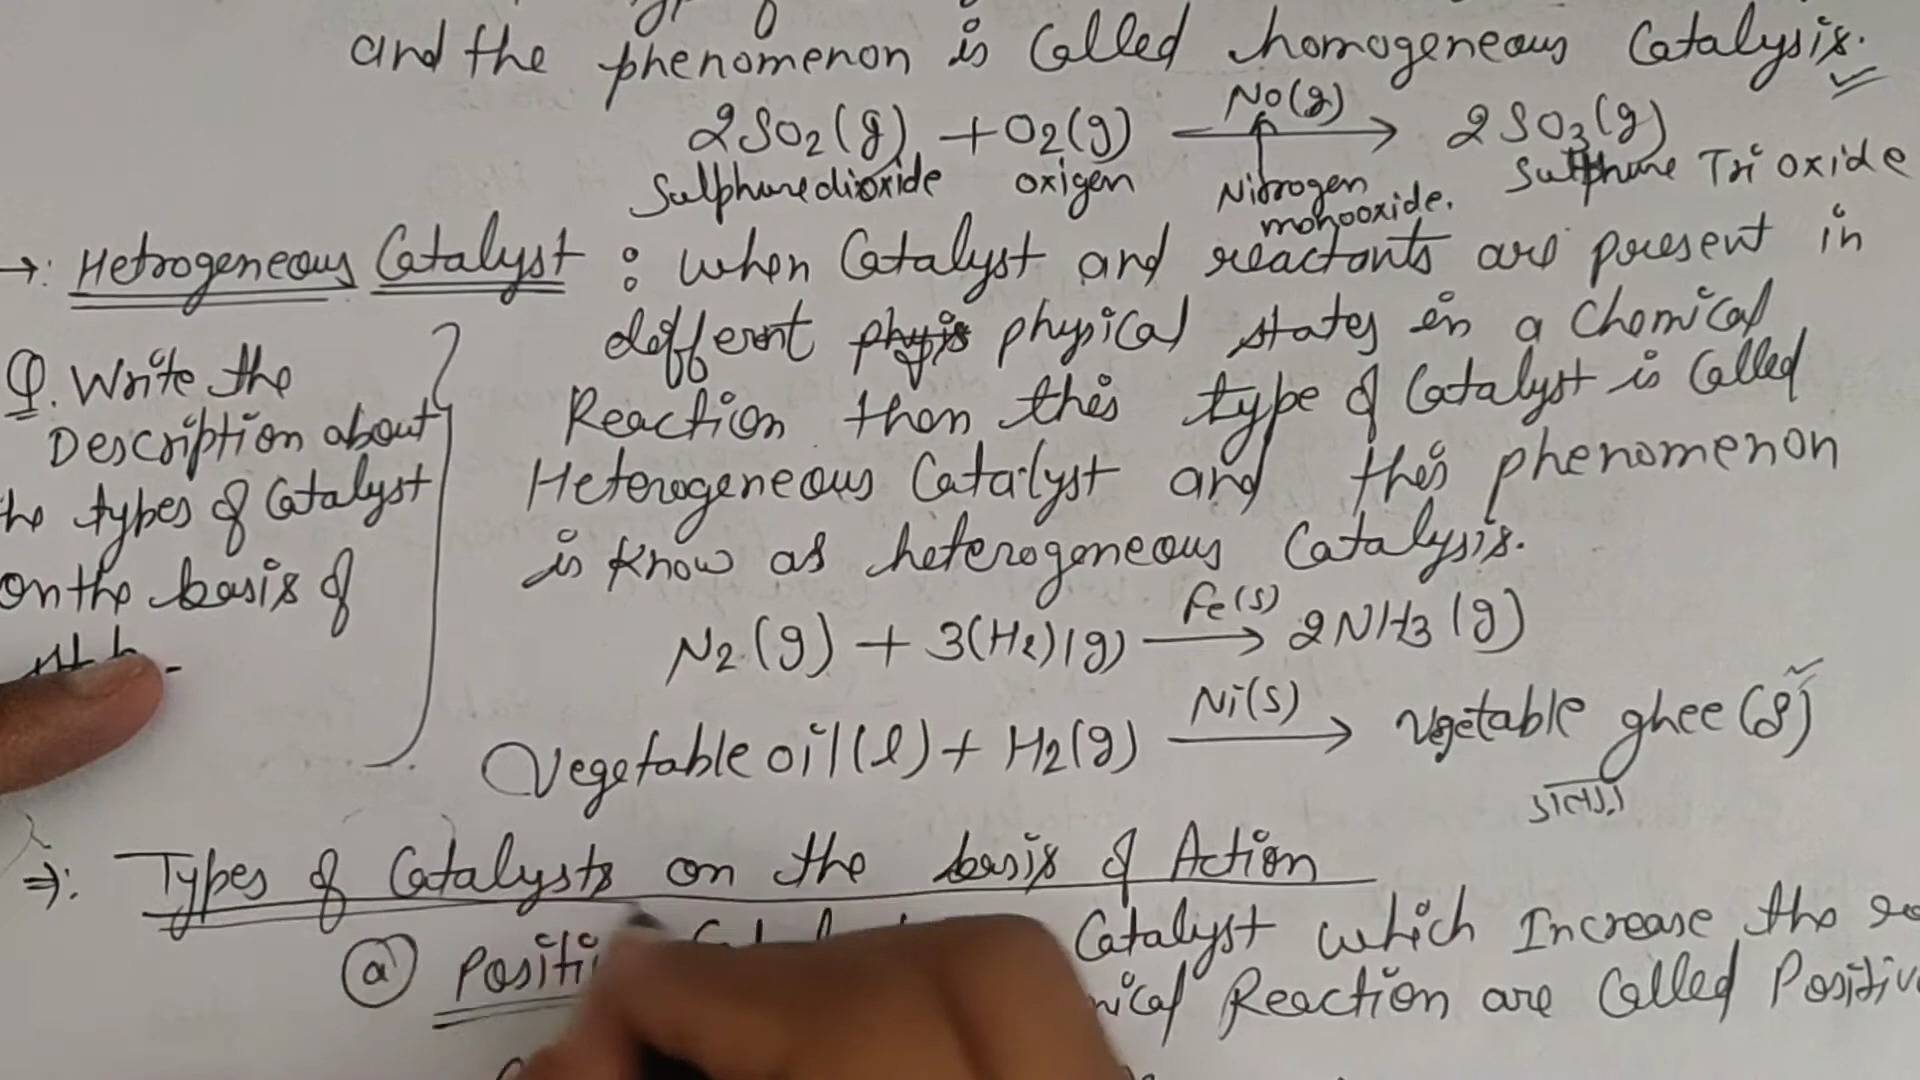 and the phenomenon is Called homogeneous Catalysis.
2SO2(g) + O2(g) No(g) 2SO3(g)
Sulphuredioxide oxigen Nitrogen monooxide. Sulphure Tri oxide
→: Hetrogeneous Catalyst : when Catalyst and reactants are present in
different physical states in a Chemical
Reaction then this type of Catalyst is Called
Heterogeneous Catalyst and this phenomenon
is know as heterogeneous Catalysis.
Q. Write the
Description about
the types of Catalyst
on the basis of
N2(g) + 3(H2)(g) Fe(s) → 2NH3(g)
Vegetable oil(l) + H2(g) Ni(s) → Vegetable ghee(g)
⇒: Types of Catalysts on the basis of Action
(a) Catalyst which Increase the
Reaction are Called